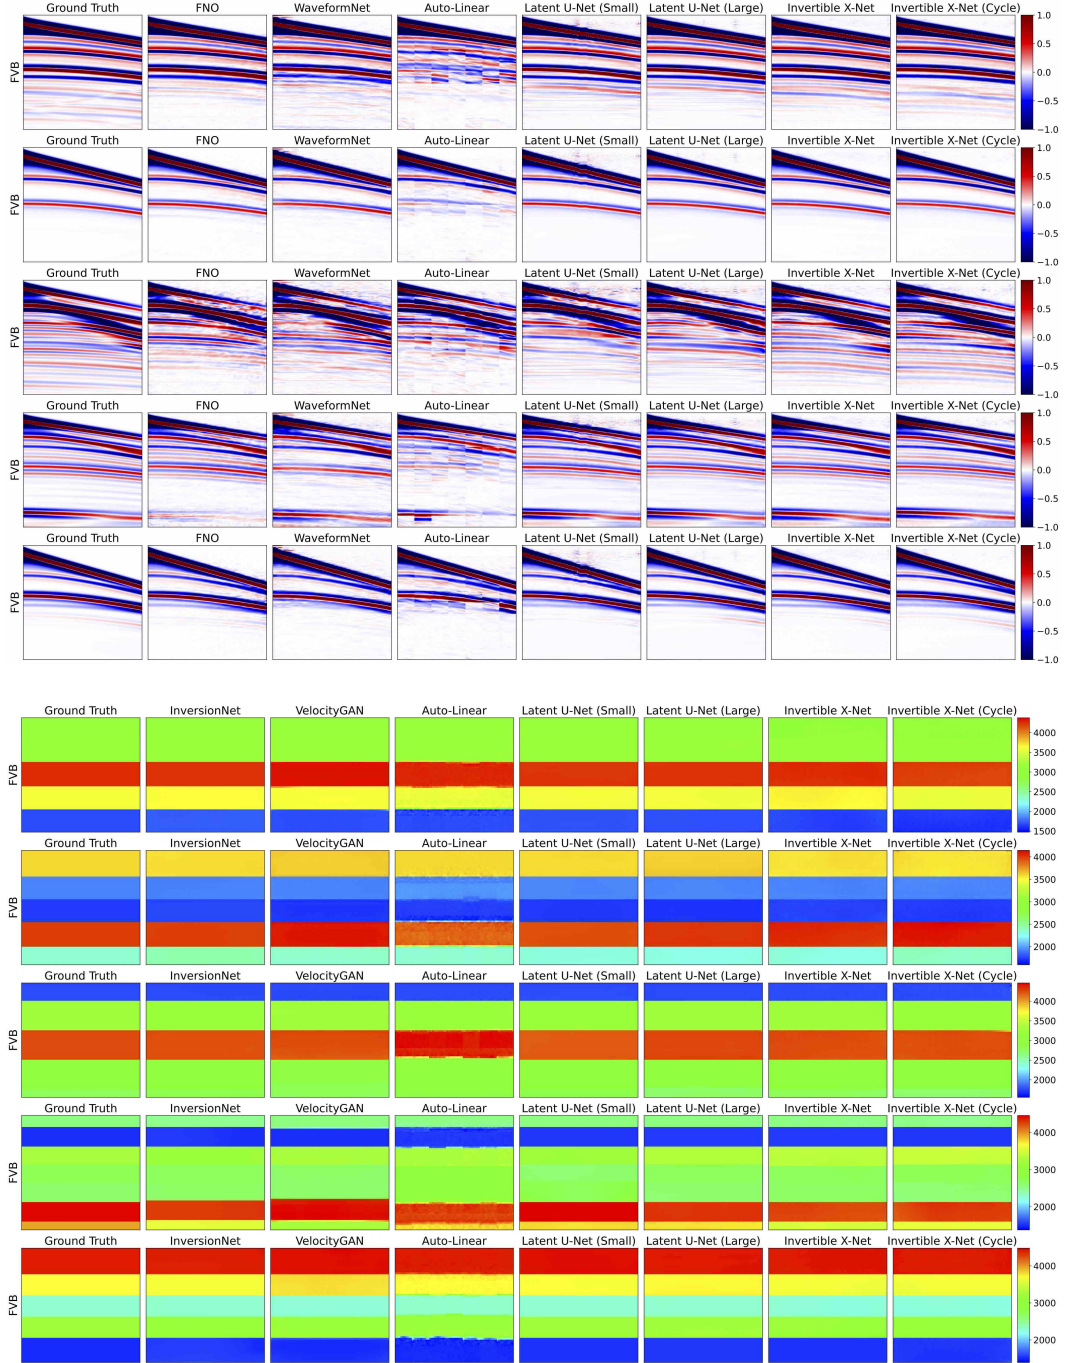 Ground Truth FNO WaveformNet Auto-Linear Latent U-Net (Small) Latent U-Net (Large) Invertible X-Net Invertible X-Net (Cycle)
FVB
1.0
0.5
0.0
−0.5
−1.0
Ground Truth FNO WaveformNet Auto-Linear Latent U-Net (Small) Latent U-Net (Large) Invertible X-Net Invertible X-Net (Cycle)
FVB
1.0
0.5
0.0
−0.5
−1.0
Ground Truth FNO WaveformNet Auto-Linear Latent U-Net (Small) Latent U-Net (Large) Invertible X-Net Invertible X-Net (Cycle)
FVB
1.0
0.5
0.0
−0.5
−1.0
Ground Truth FNO WaveformNet Auto-Linear Latent U-Net (Small) Latent U-Net (Large) Invertible X-Net Invertible X-Net (Cycle)
FVB
1.0
0.5
0.0
−0.5
−1.0
Ground Truth FNO WaveformNet Auto-Linear Latent U-Net (Small) Latent U-Net (Large) Invertible X-Net Invertible X-Net (Cycle)
FVB
1.0
0.5
0.0
−0.5
−1.0
Ground Truth InversionNet VelocityGAN Auto-Linear Latent U-Net (Small) Latent U-Net (Large) Invertible X-Net Invertible X-Net (Cycle)
FVB
4000
3500
3000
2500
2000
1500
Ground Truth InversionNet VelocityGAN Auto-Linear Latent U-Net (Small) Latent U-Net (Large) Invertible X-Net Invertible X-Net (Cycle)
FVB
4000
3500
3000
2500
2000
Ground Truth InversionNet VelocityGAN Auto-Linear Latent U-Net (Small) Latent U-Net (Large) Invertible X-Net Invertible X-Net (Cycle)
FVB
4000
3500
3000
2500
2000
Ground Truth InversionNet VelocityGAN Auto-Linear Latent U-Net (Small) Latent U-Net (Large) Invertible X-Net Invertible X-Net (Cycle)
FVB
4000
3000
2000
Ground Truth InversionNet VelocityGAN Auto-Linear Latent U-Net (Small) Latent U-Net (Large) Invertible X-Net Invertible X-Net (Cycle)
FVB
4000
3000
2000